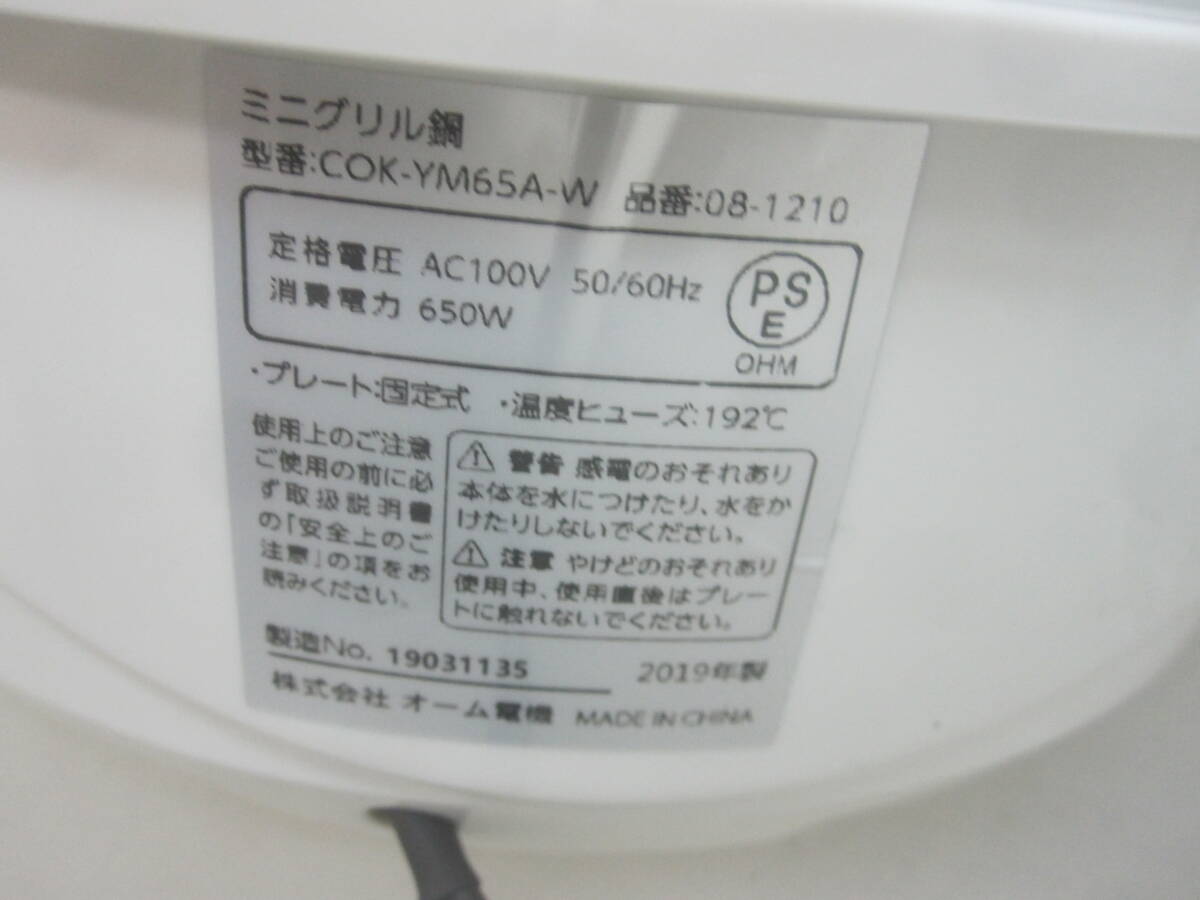 ミニグリル鍋
型番:COK-YM65A-W 品番:08-1210
定格電圧 AC100V 50/60Hz
消費電力 650W
PS
E
OHM
・プレート:固定式 ・温度ヒューズ:192℃
使用上のご注意
ご使用の前に必
ず取扱説明書
の「安全上のご
注意」の項をお
読みください。
⚠ 警告 感電のおそれあり
本体を水につけたり、水をか
けたりしないでください。
⚠ 注意 やけどのおそれあり
使用中、使用直後はプレー
トに触れないでください。
製造No. 19031135 2019年製
株式会社 オーム電機 MADE IN CHINA